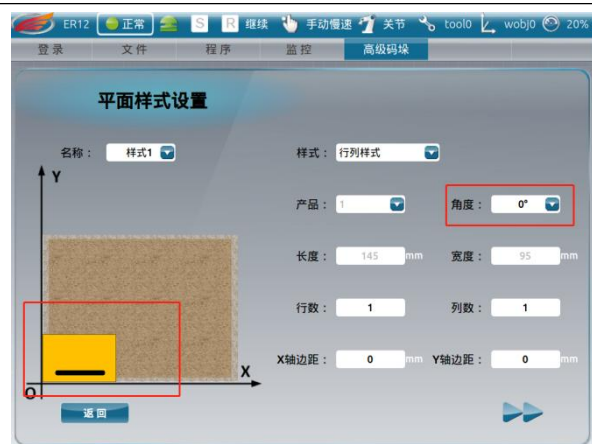 ER12 正常 S R 继续 手动慢速 关节 tool0 wobj0 20%
登录 文件 程序 监控 高级码垛
平面样式设置
名称： 样式1 样式： 行列样式
Y
产品： 1 角度： 0°
长度： 145 mm 宽度： 95 mm
行数： 1 列数： 1
X轴边距： 0 mm Y轴边距： 0 mm
X
O
返回